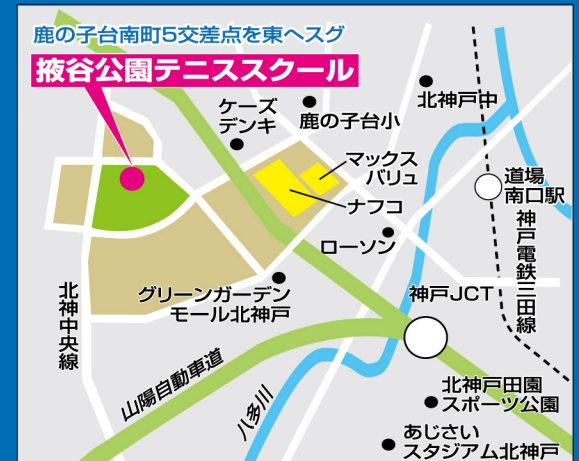 鹿の子台南町5交差点を東へスグ
掖谷公園テニススクール
ケーズ
デンキ
鹿の子台小
北神戸中
マックス
バリュ
ナフコ
道場
南口駅
ローソン
神戸電鉄三田線
グリーンガーデン
モール北神戸
神戸JCT
北神中央線
山陽自動車道
八多川
北神戸田園
スポーツ公園
あじさい
スタジアム北神戸